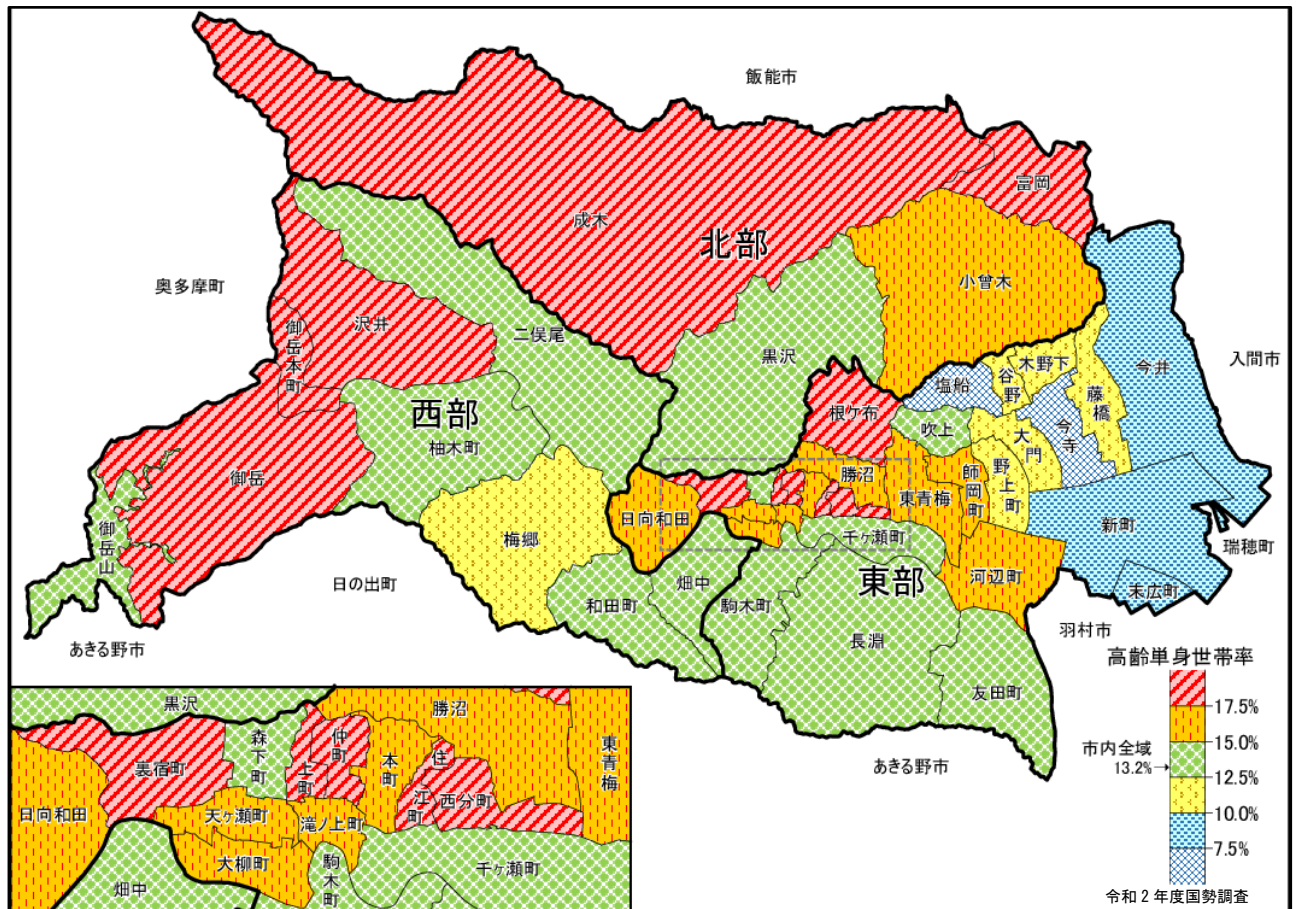 飯能市
富岡
成木
北部
小曾木
奥多摩町
沢井
御岳本町
二俣尾
黒沢
入間市
今井
木野下
谷野
塩船
藤橋
根ケ布
西部
柚木町
吹上
大門
今寺
御岳
勝沼
師岡町
野上町
東青梅
御岳山
梅郷
日向和田
新町
千ヶ瀬町
瑞穂町
日の出町
畑中
東部
河辺町
末広町
和田町
駒木町
長淵
羽村市
あきる野市
友田町
高齢単身世帯率
17.5%
15.0%
市内全域
13.2%→
12.5%
10.0%
7.5%
あきる野市
令和2年度国勢調査
黒沢
勝沼
森下町
仲町
東青梅
裏宿町
上町
本町
住江町
西分町
日向和田
天ヶ瀬町
滝ノ上町
大柳町
駒木町
千ヶ瀬町
畑中